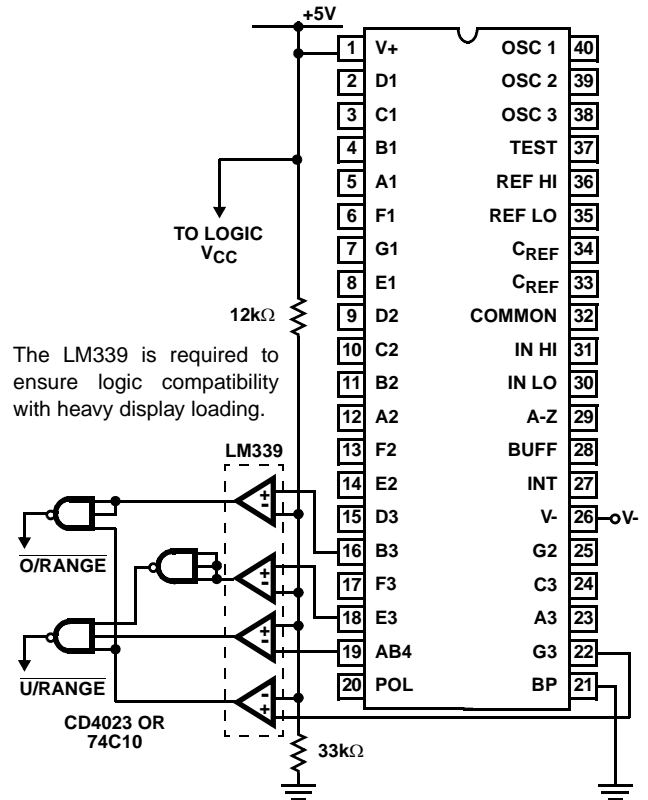 +5V
1 V+ OSC 1 40
2 D1 OSC 2 39
3 C1 OSC 3 38
4 B1 TEST 37
5 A1 REF HI 36
6 F1 REF LO 35
7 G1 CREF 34
8 E1 CREF 33
9 D2 COMMON 32
10 C2 IN HI 31
11 B2 IN LO 30
12 A2 A-Z 29
13 F2 BUFF 28
14 E2 INT 27
15 D3 V- 26 V-
16 B3 G2 25
17 F3 C3 24
18 E3 A3 23
19 AB4 G3 22
20 POL BP 21
TO LOGIC
VCC
12kΩ
The LM339 is required to
ensure logic compatibility
with heavy display loading.
LM339
+
-
+
-
+
-
-
+
O/RANGE
U/RANGE
CD4023 OR
74C10
33kΩ